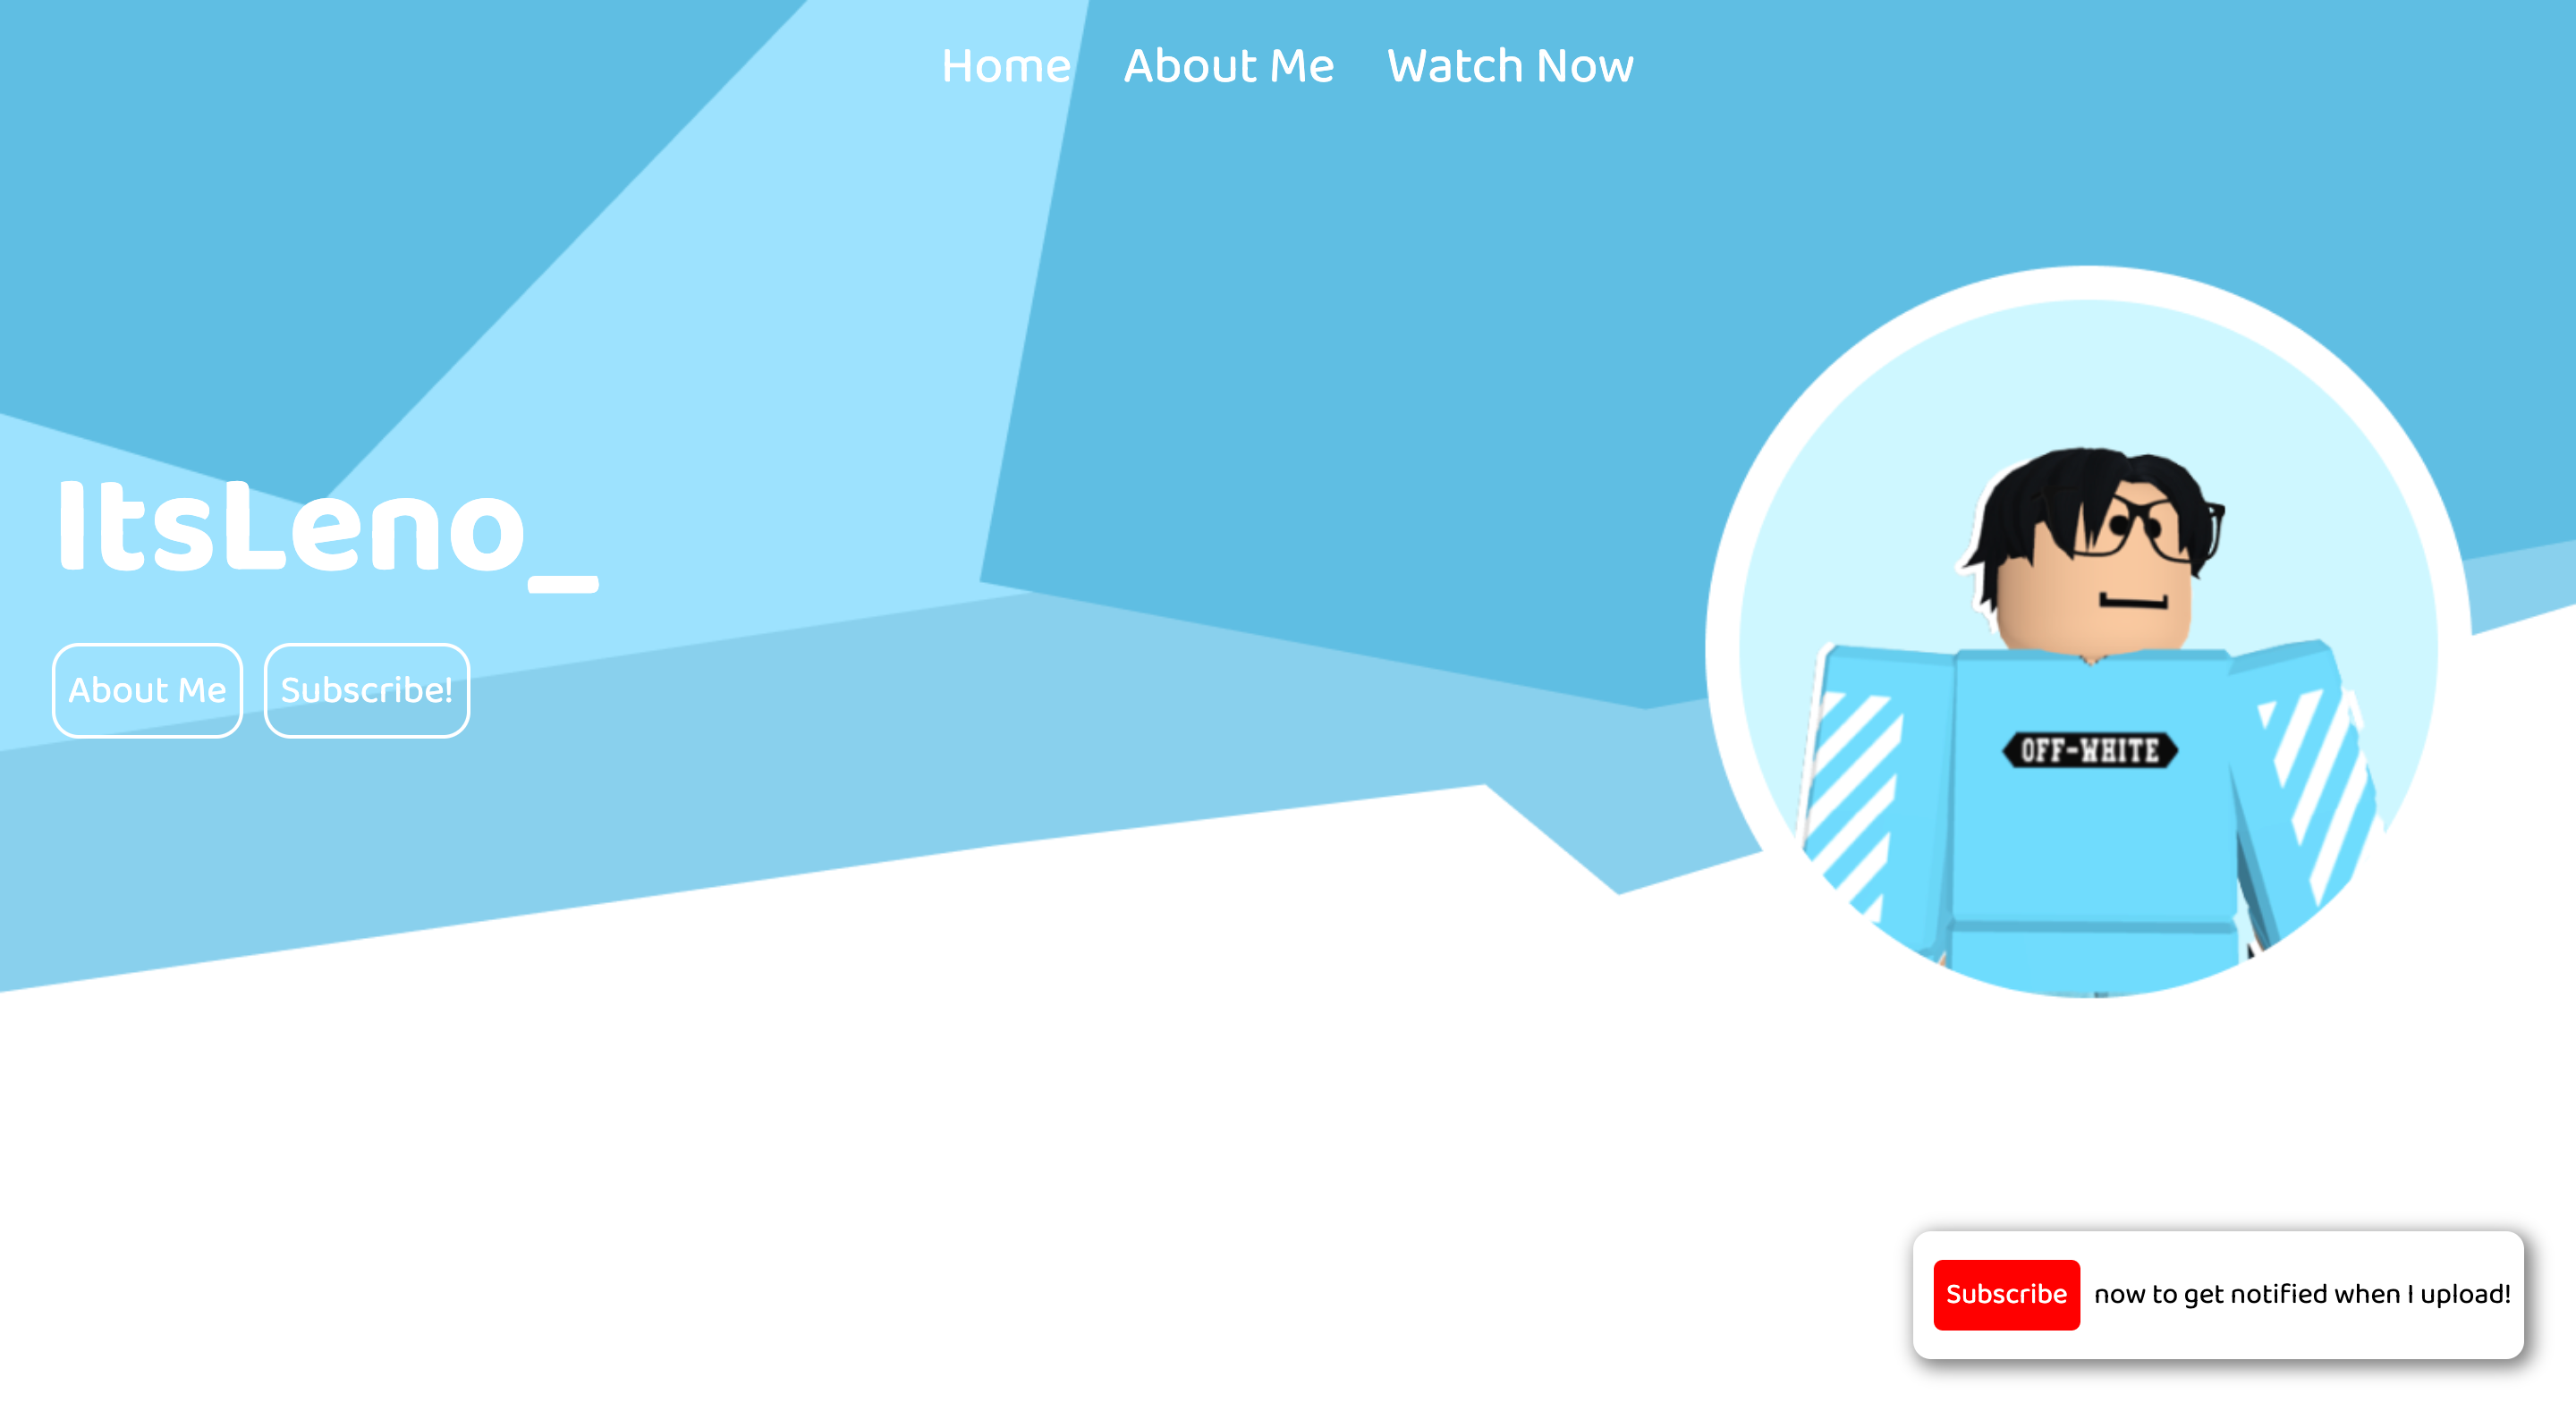 Home About Me Watch Now
ItsLeno_
About Me Subscribe!
OFF-WHITE
Subscribe now to get notified when I upload!